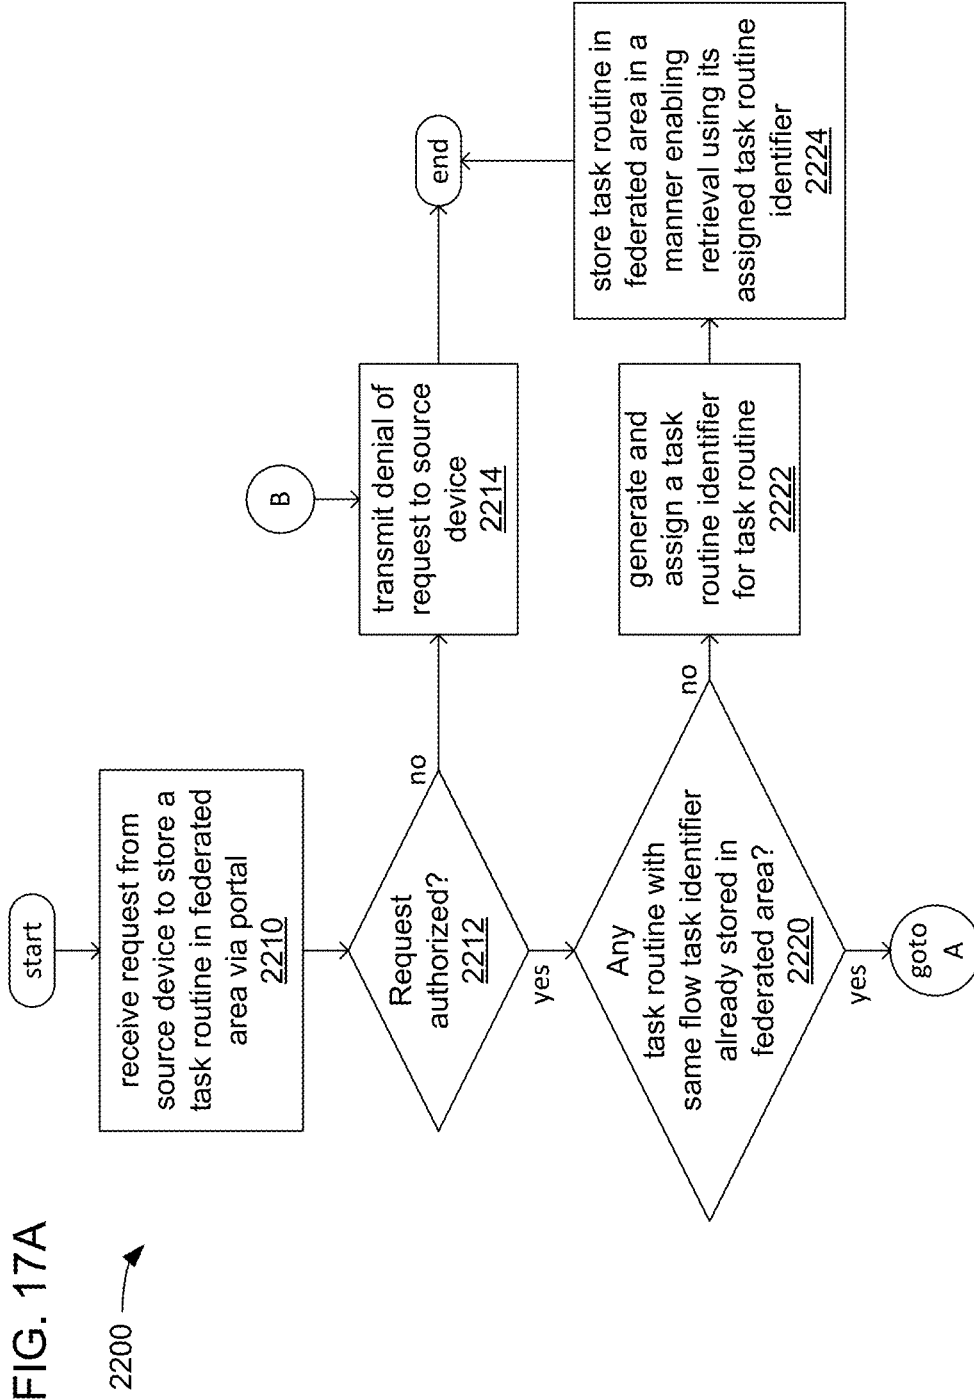 FIG. 17A
2200
start
receive request from
source device to store a
task routine in federated
area via portal
2210
Request
authorized?
2212
no
yes
B
transmit denial of
request to source
device
2214
end
Any
task routine with
same flow task identifier
already stored in
federated area?
2220
no
yes
generate and
assign a task
routine identifier
for task routine
2222
store task routine in
federated area in a
manner enabling
retrieval using its
assigned task routine
identifier
2224
goto
A